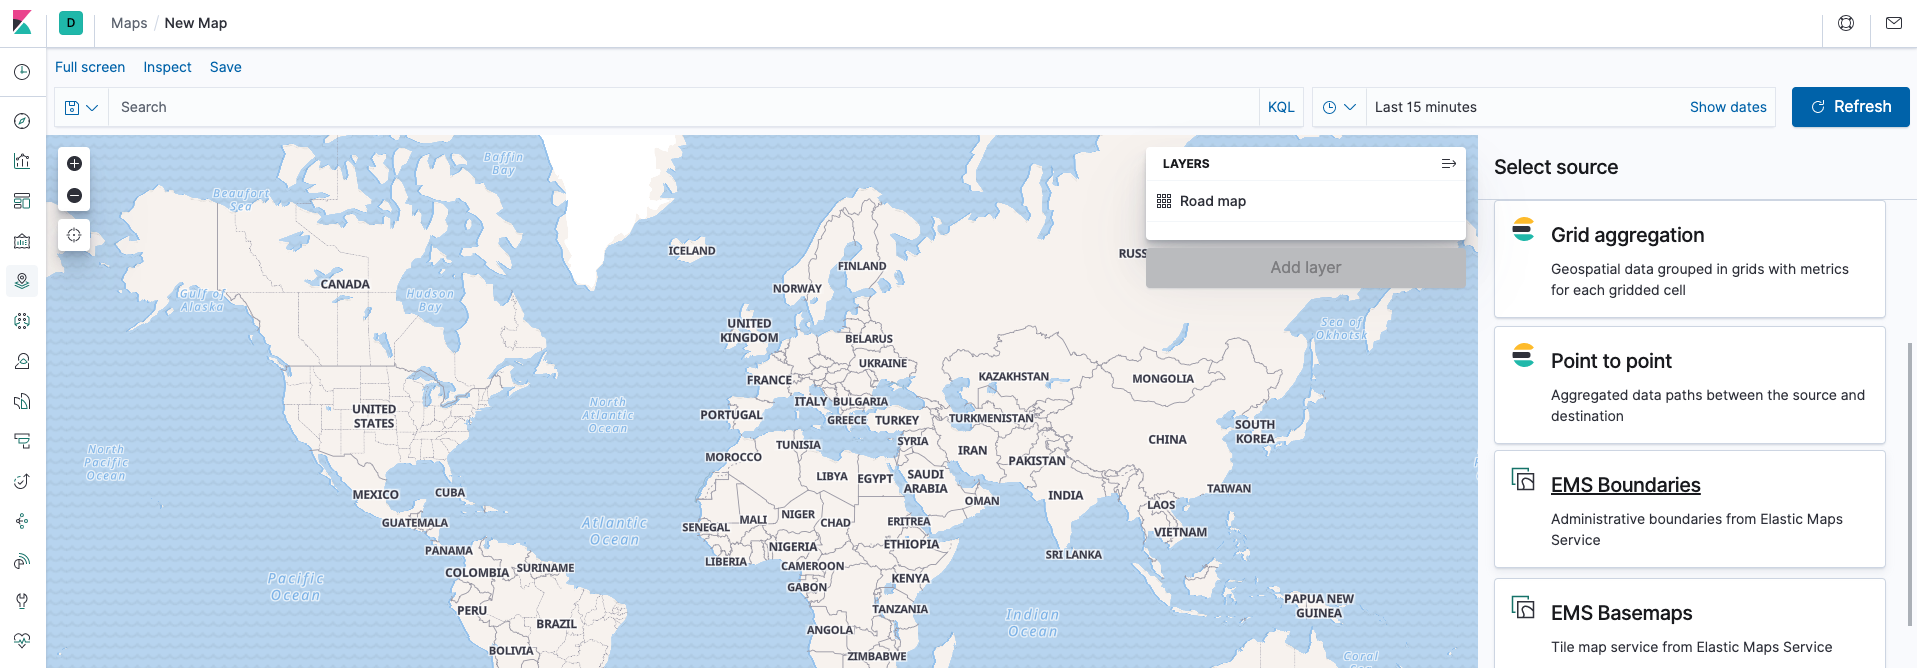 D
Maps / New Map
Full screen Inspect Save
Search
KQL
Last 15 minutes
Show dates
Refresh
LAYERS
Road map
Add layer
Select source
Grid aggregation
Geospatial data grouped in grids with metrics
for each gridded cell
Point to point
Aggregated data paths between the source and
destination
EMS Boundaries
Administrative boundaries from Elastic Maps
Service
EMS Basemaps
Tile map service from Elastic Maps Service
Baffin
Bay
Beaufort
Sea
ICELAND
RUSS
FINLAND
CANADA
Gulf of
Alaska
Hudson
Bay
NORWAY
UNITED
KINGDOM
Sea of
Okhotsk
BELARUS
UKRAINE
FRANCE
KAZAKHSTAN
MONGOLIA
North
Atlantic
Ocean
ITALY
BULGARIA
UNITED
STATES
PORTUGAL
GREECE
TURKEY
TURKMENISTAN
SOUTH
KOREA
SYRIA
CHINA
TUNISIA
IRAN
North
Pacific
Ocean
MOROCCO
PAKISTAN
LIBYA
EGYPT
SAUDI
ARABIA
TAIWAN
MEXICO
CUBA
OMAN
INDIA
LAOS
GUATEMALA
Atlantic
Ocean
SENEGAL
MALI
NIGER
CHAD
ERITREA
VIETNAM
PANAMA
NIGERIA
ETHIOPIA
SRI LANKA
LIBERIA
CAMEROON
COLOMBIA
SURINAME
GABON
KENYA
Pacific
Ocean
PERU
TANZANIA
PAPUA NEW
GUINEA
Indian
Ocean
BRAZIL
ANGOLA
BOLIVIA
ZIMBABWE
Coral